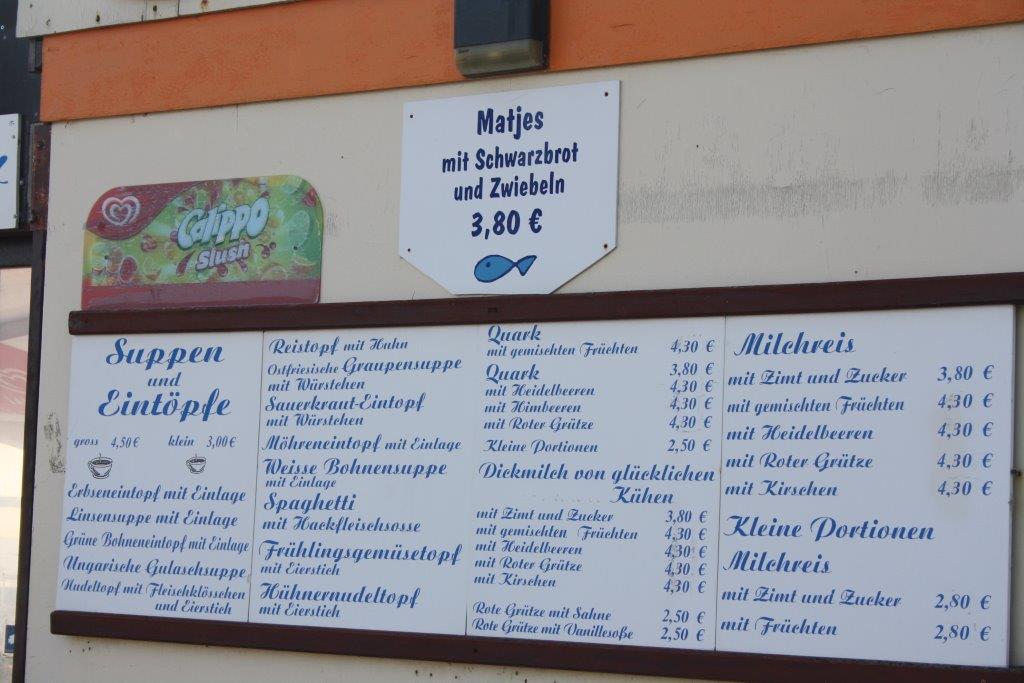 Matjes
mit Schwarzbrot
und Zwiebeln
3,80 €
Calippo
Slush
Suppen
und
Eintöpfe
gross 4,50 € klein 3,00 €
Erbseneintopf mit Einlage
Linsensuppe mit Einlage
Grüne Bohneneintopf mit Einlage
Ungarische Gulaschsuppe
Nudeltopf mit Fleischklösschen
und Eierstich
Reistopf mit Huhn
Ostfriesische Graupensuppe
mit Würstchen
Sauerkraut-Eintopf
mit Würstchen
Möhreneintopf mit Einlage
Weisse Bohnensuppe
mit Einlage
Spaghetti
mit Hackfleischsosse
Frühlingsgemüsetopf
mit Eierstich
Hühnernudeltopf
mit Eierstich
Quark
mit gemischten Früchten 4,30 €
Quark 3,80 €
mit Heidelbeeren 4,30 €
mit Himbeeren 4,30 €
mit Roter Grütze 4,30 €
Kleine Portionen 2,50 €
Dickmilch von glücklichen
Kühen
mit Zimt und Zucker 3,80 €
mit gemischten Früchten 4,30 €
mit Heidelbeeren 4,30 €
mit Roter Grütze 4,30 €
mit Kirschen 4,30 €
Rote Grütze mit Sahne 2,50 €
Rote Grütze mit Vanillesoße 2,50 €
Milchreis
mit Zimt und Zucker 3,80 €
mit gemischten Früchten 4,30 €
mit Heidelbeeren 4,30 €
mit Roter Grütze 4,30 €
mit Kirschen 4,30 €
Kleine Portionen
Milchreis
mit Zimt und Zucker 2,80 €
mit Früchten 2,80 €